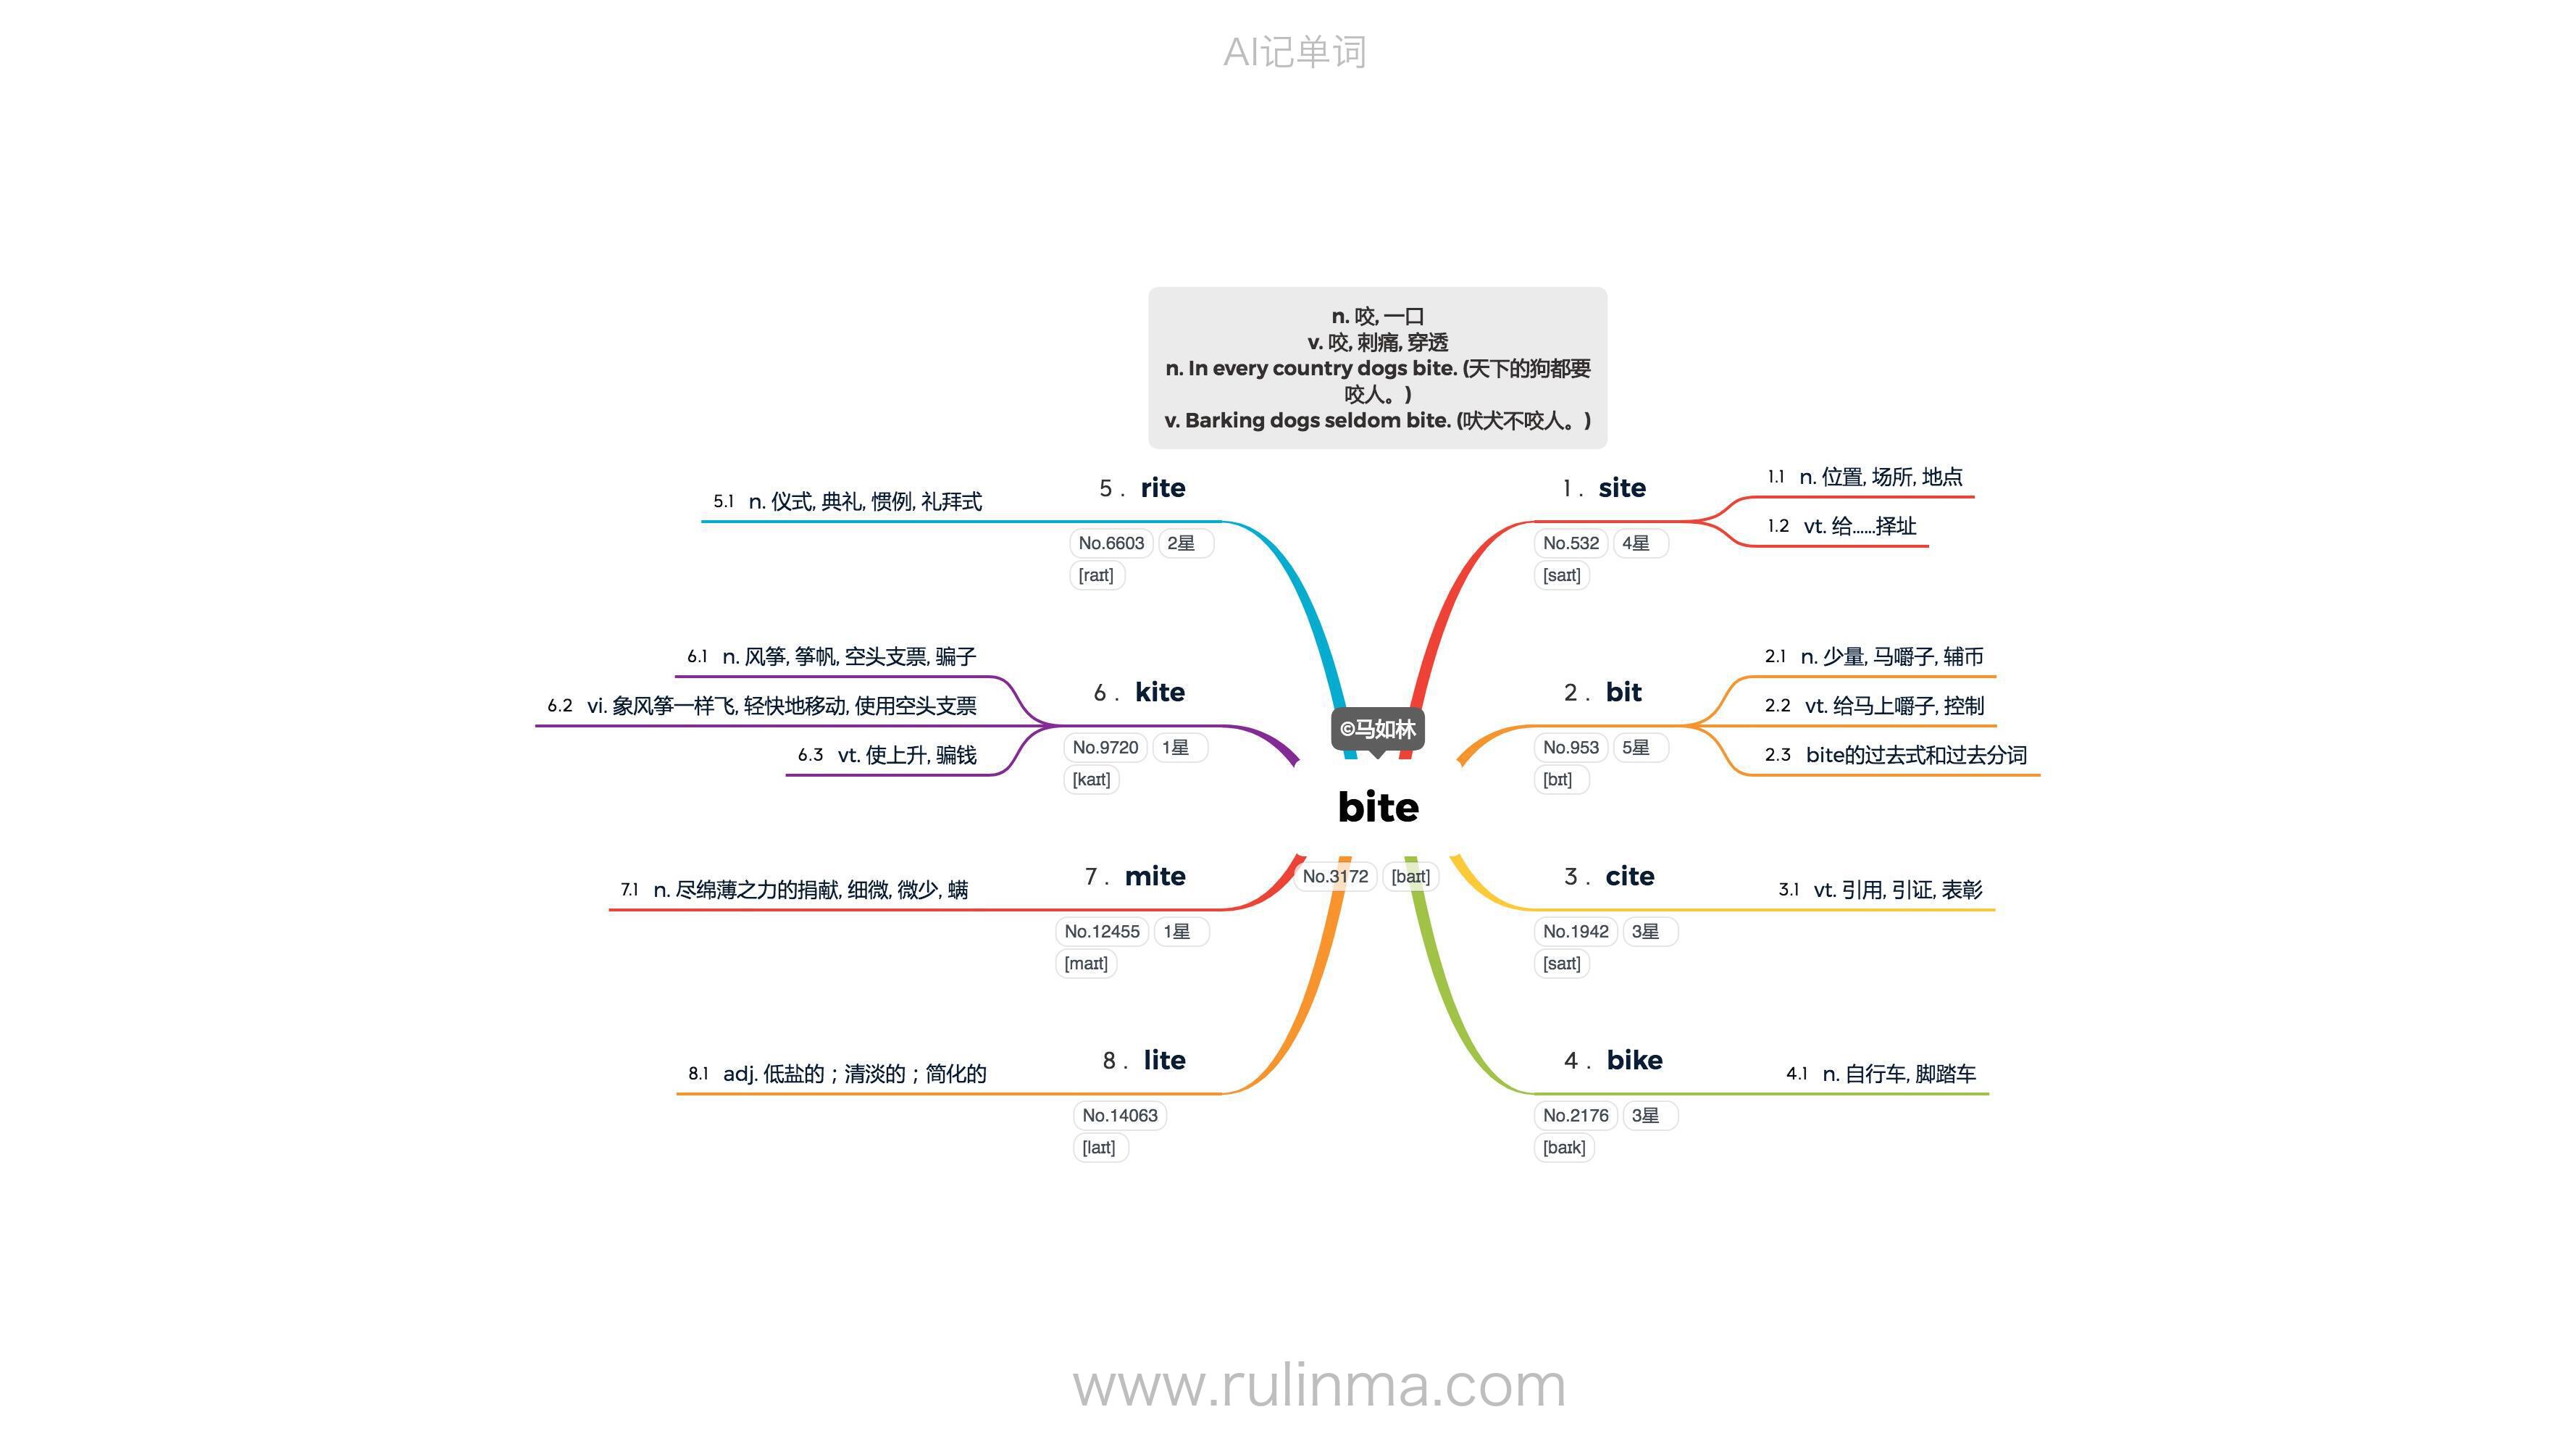 AI记单词
n. 咬, 一口
v. 咬, 刺痛, 穿透
n. In every country dogs bite. (天下的狗都要
咬人。)
v. Barking dogs seldom bite. (吠犬不咬人。)
©马如林
bite
No.3172 [baɪt]
1. site
No.532 4星
[saɪt]
1.1 n. 位置, 场所, 地点
1.2 vt. 给……择址
2. bit
No.953 5星
[bɪt]
2.1 n. 少量, 马嚼子, 辅币
2.2 vt. 给马上嚼子, 控制
2.3 bite的过去式和过去分词
3. cite
No.1942 3星
[saɪt]
3.1 vt. 引用, 引证, 表彰
4. bike
No.2176 3星
[baɪk]
4.1 n. 自行车, 脚踏车
5. rite
No.6603 2星
[raɪt]
5.1 n. 仪式, 典礼, 惯例, 礼拜式
6. kite
No.9720 1星
[kaɪt]
6.1 n. 风筝, 筝帆, 空头支票, 骗子
6.2 vi. 象风筝一样飞, 轻快地移动, 使用空头支票
6.3 vt. 使上升, 骗钱
7. mite
No.12455 1星
[maɪt]
7.1 n. 尽绵薄之力的捐献, 细微, 微少, 螨
8. lite
No.14063
[laɪt]
8.1 adj. 低盐的；清淡的；简化的
www.rulinma.com